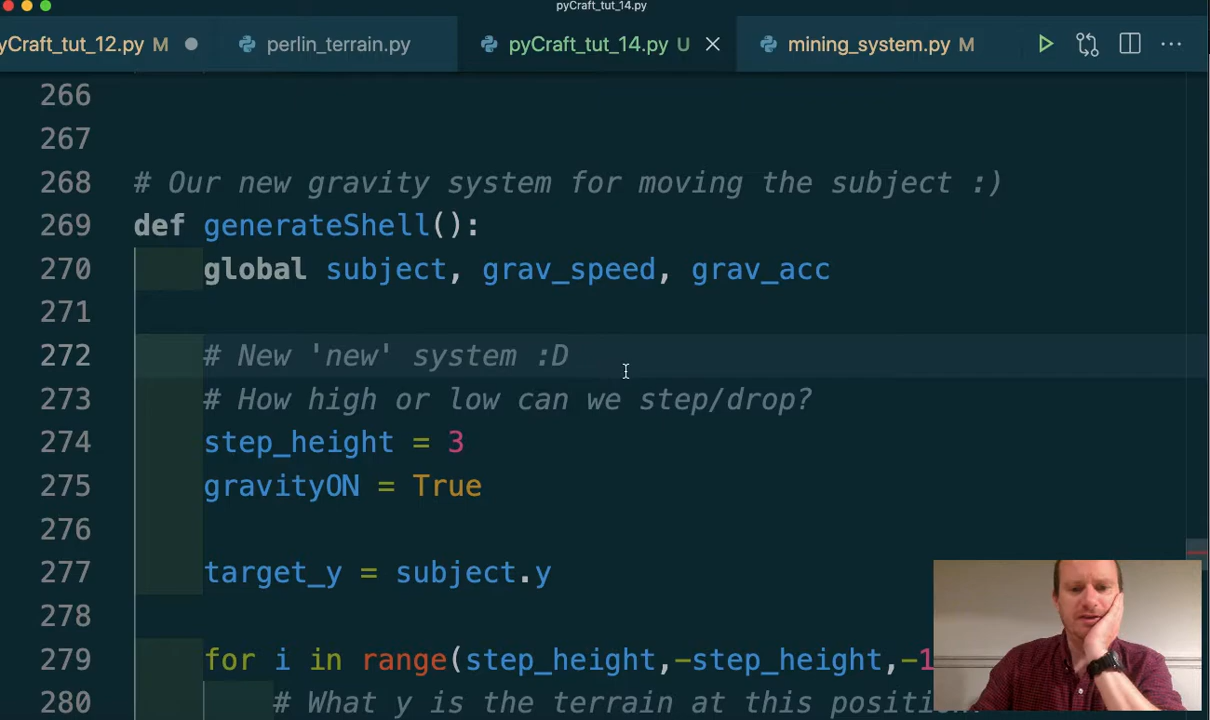 pyCraft_tut_14.py
yCraft_tut_12.py M
perlin_terrain.py
pyCraft_tut_14.py U
mining_system.py M
266
267
268 # Our new gravity system for moving the subject :)
269 def generateShell():
270 global subject, grav_speed, grav_acc
271
272 # New 'new' system :D
273 # How high or low can we step/drop?
274 step_height = 3
275 gravityON = True
276
277 target_y = subject.y
278
279 for i in range(step_height,-step_height,-1
280 # What y is the terrain at this position